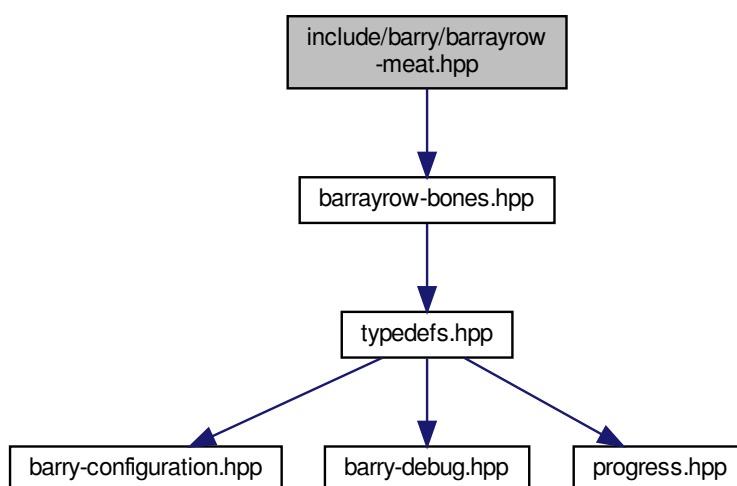 include/barry/barrayrow
-meat.hpp
barrayrow-bones.hpp
typedefs.hpp
barry-configuration.hpp
barry-debug.hpp
progress.hpp